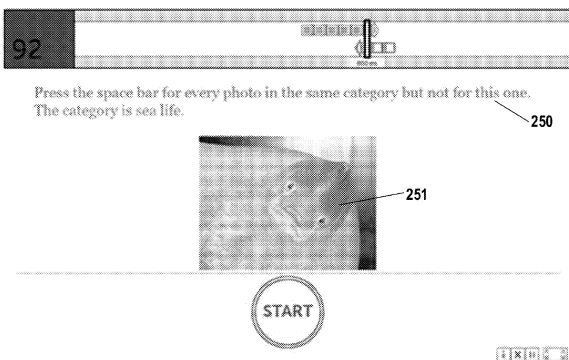 92
Press the space bar for every photo in the same category but not for this one.
The category is sea life.
250
251
START